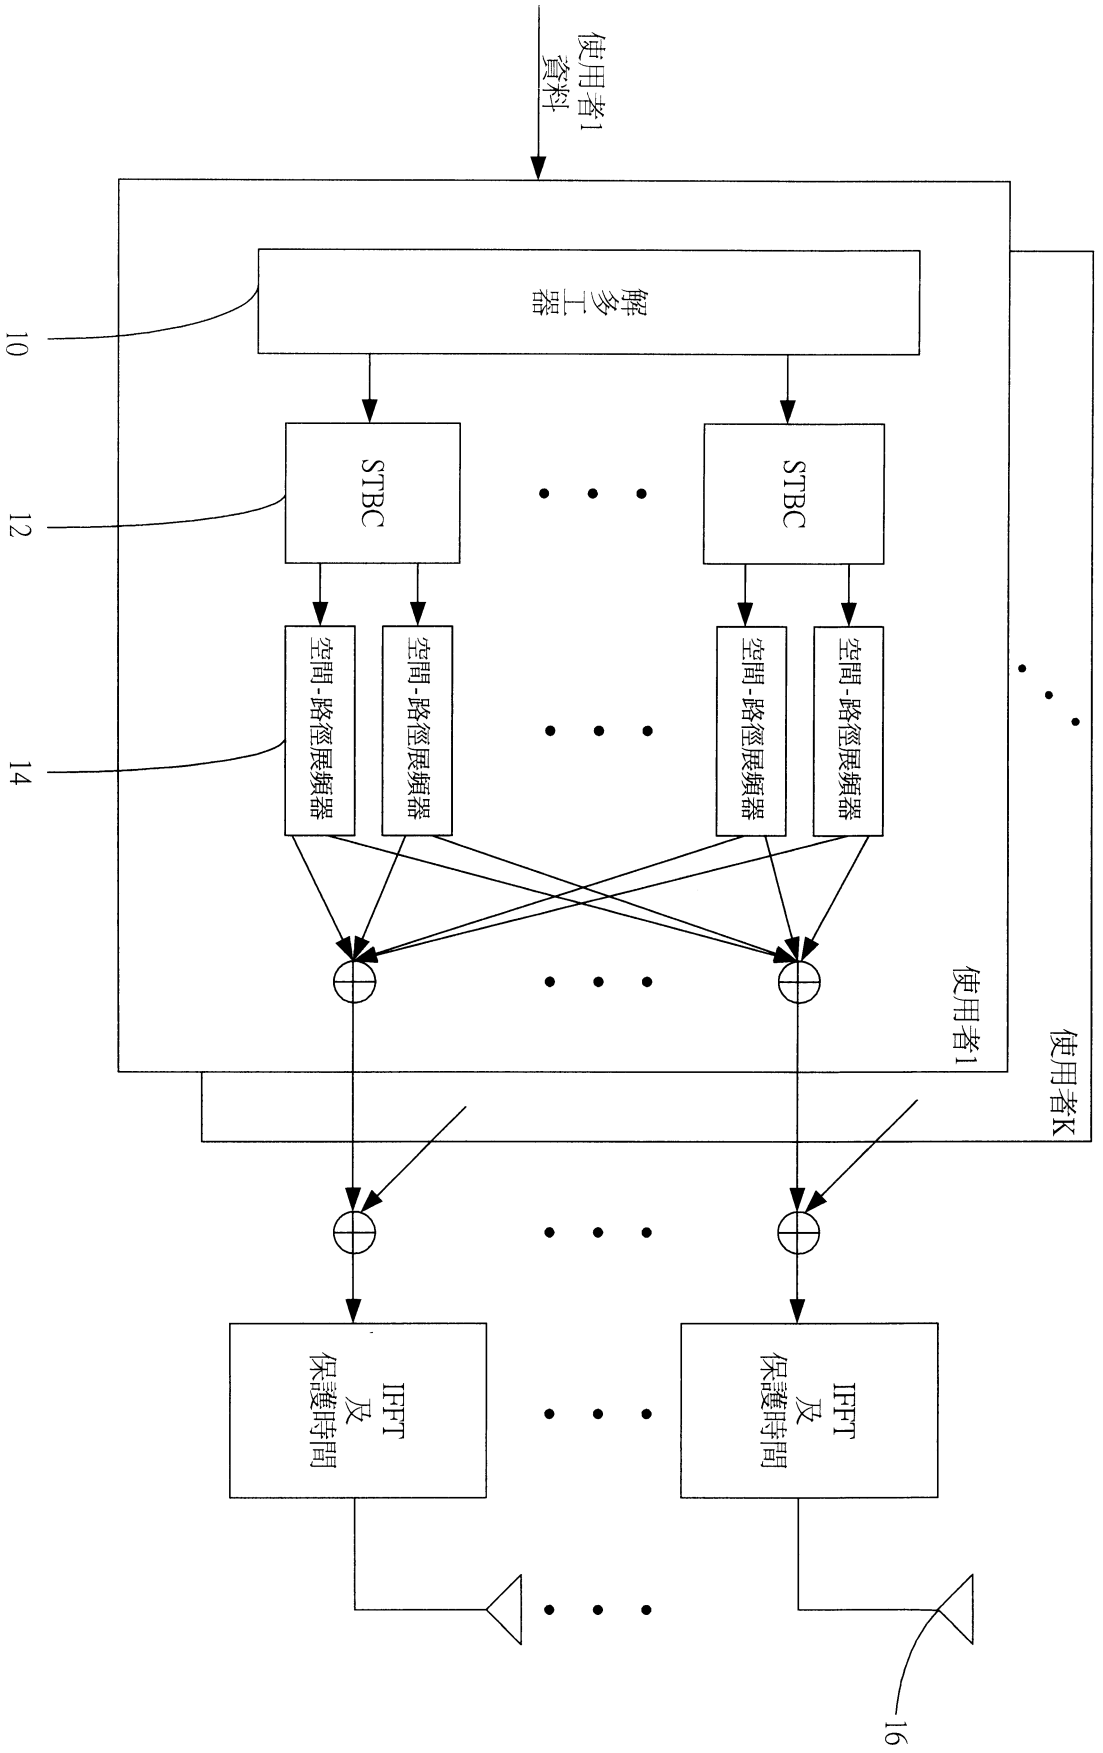 使用者K
使用者1
使用者1
資料
解
多
工
器
STBC
STBC
空間-路徑展頻器
空間-路徑展頻器
空間-路徑展頻器
空間-路徑展頻器
IFFT
及
保護時間
IFFT
及
保護時間
10
12
14
16